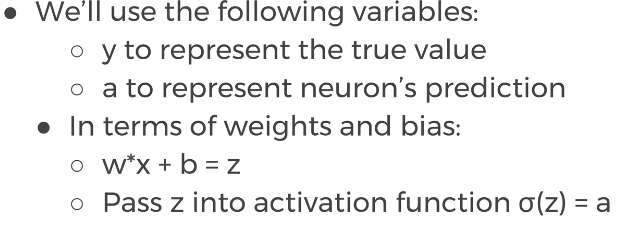 ● We'll use the following variables:
○ y to represent the true value
○ a to represent neuron's prediction
● In terms of weights and bias:
○ w*x + b = z
○ Pass z into activation function σ(z) = a